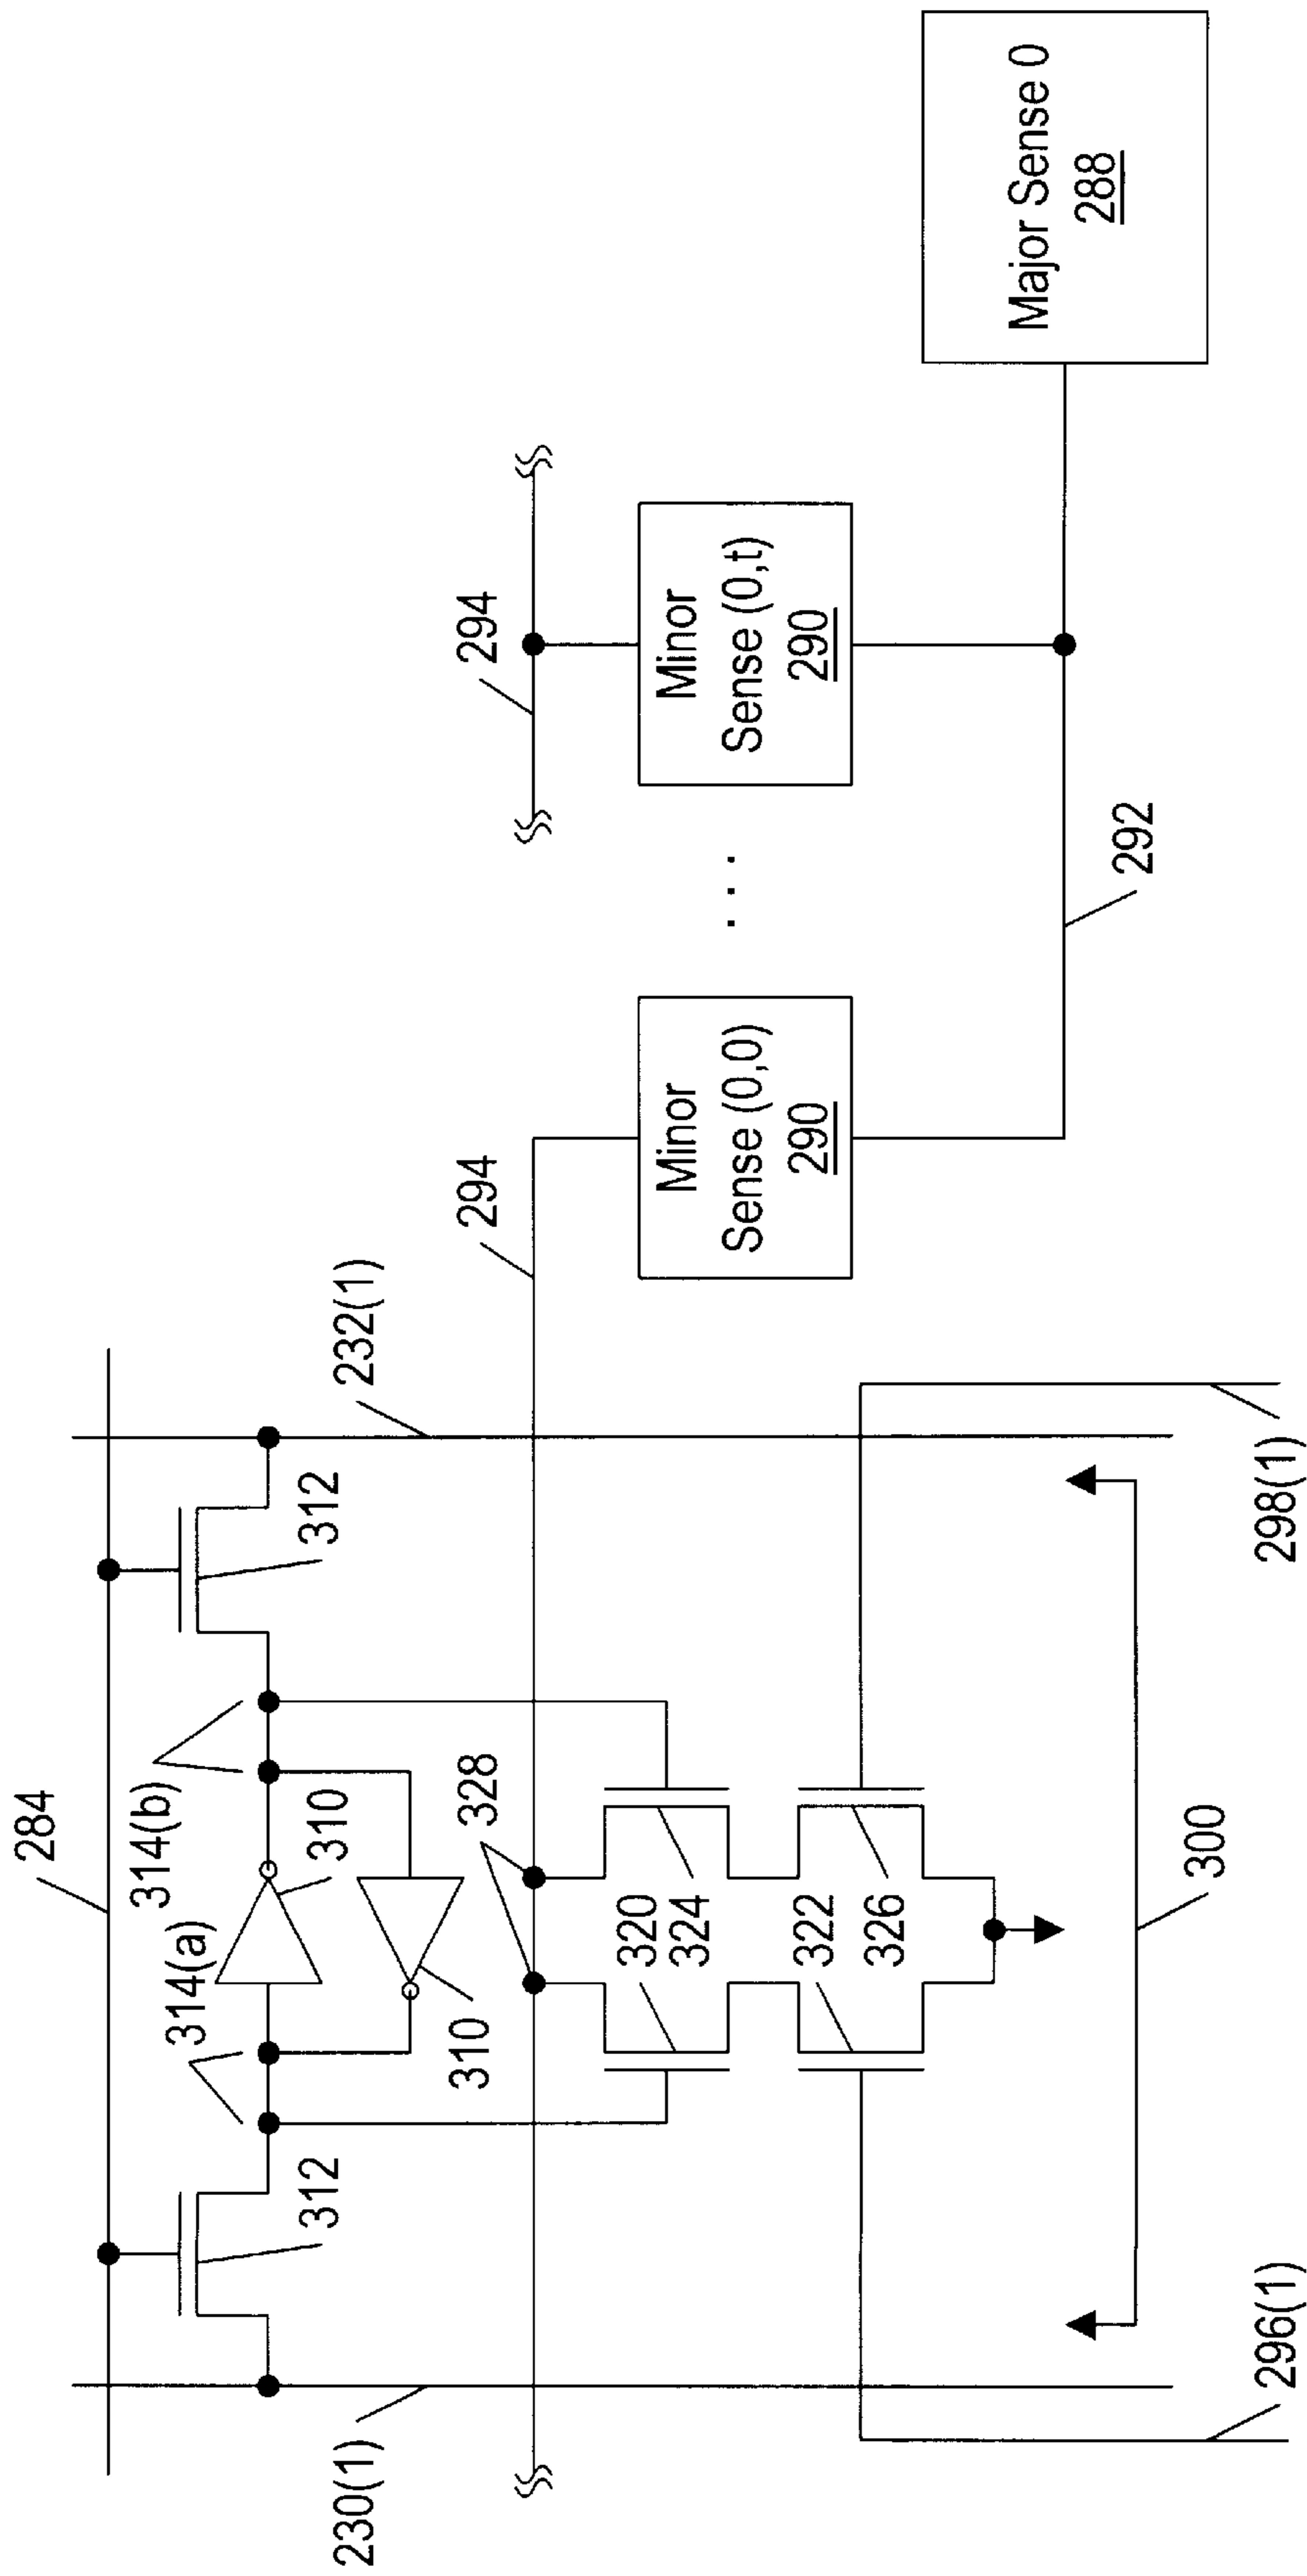 284
314(b)
314(a)
310
312
312
310
232(1)
230(1)
328
294
294
320
324
322
326
Minor
Sense (0,0)
290
. . .
Minor
Sense (0,t)
290
Major Sense 0
288
292
300
296(1)
298(1)